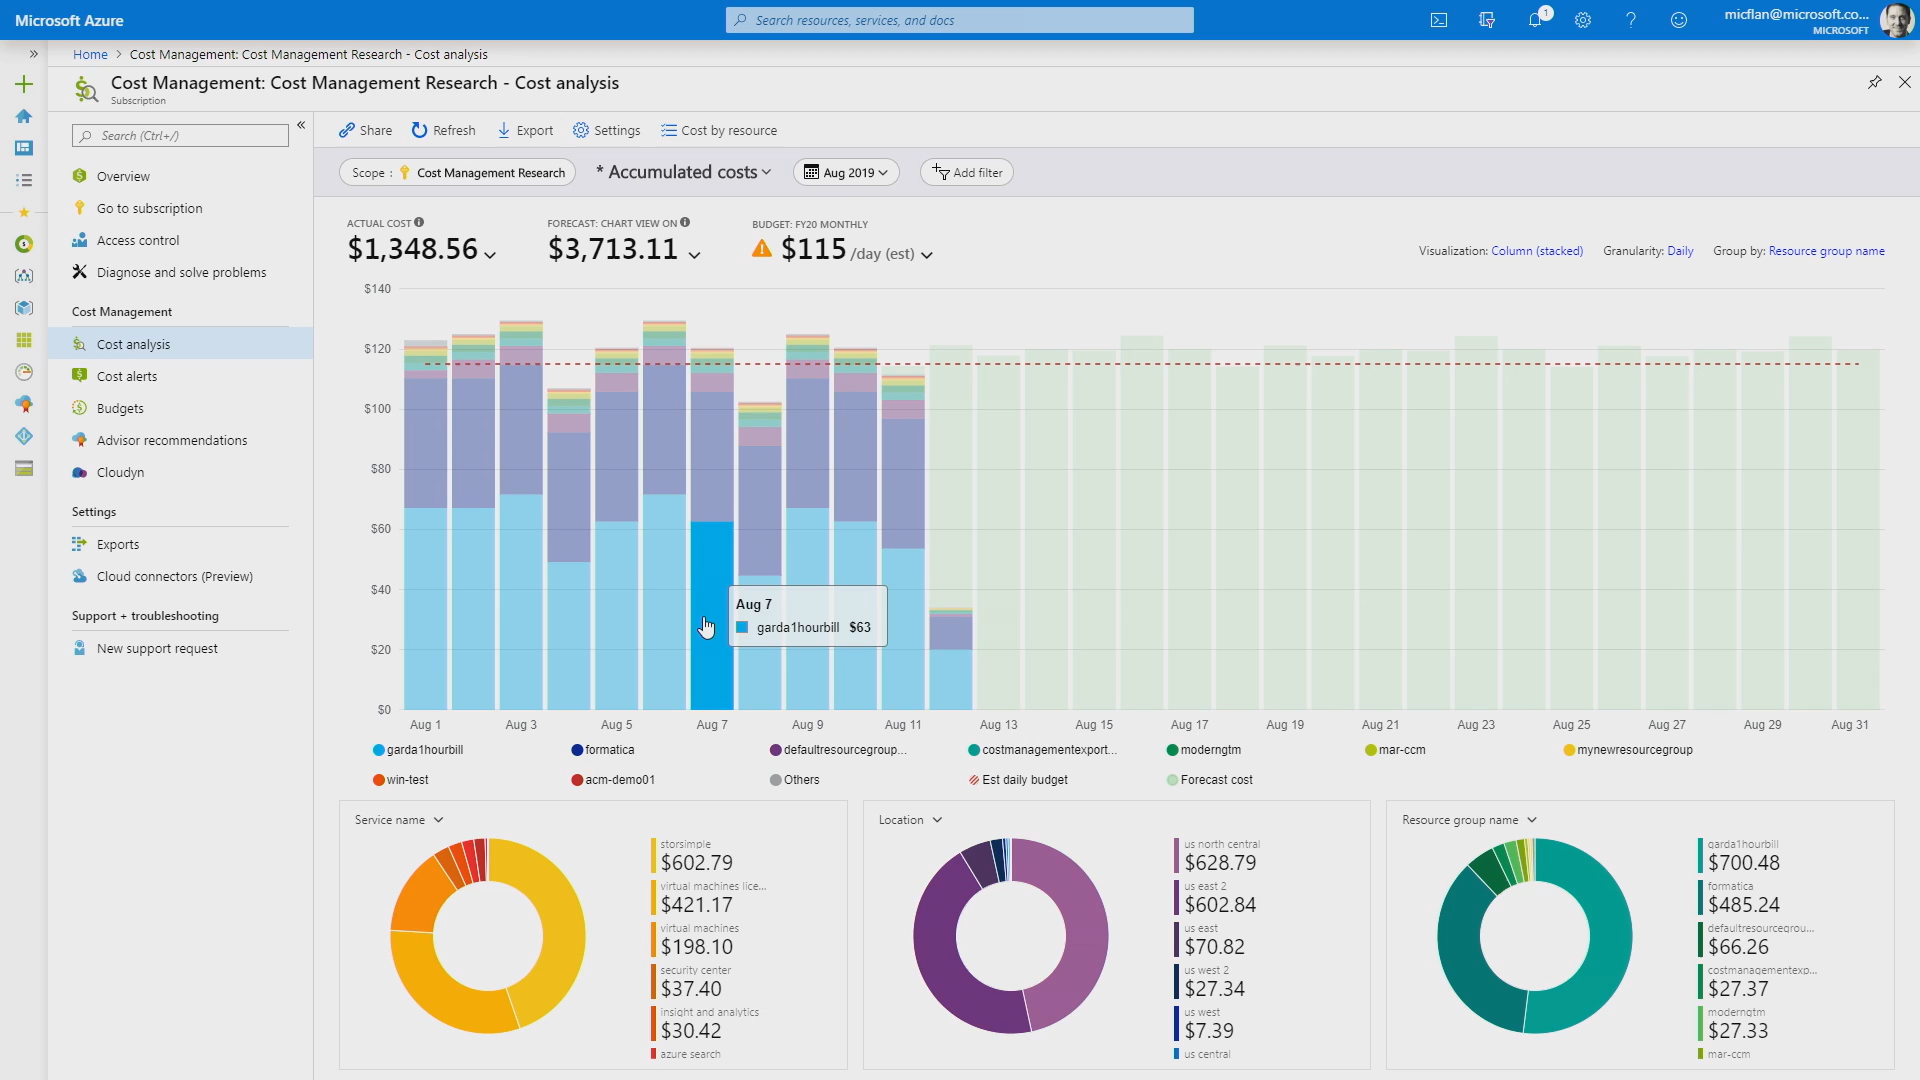 Microsoft Azure
Search resources, services, and docs
1
micflan@microsoft.co...
MICROSOFT
Home > Cost Management: Cost Management Research - Cost analysis
Cost Management: Cost Management Research - Cost analysis
Subscription
Search (Ctrl+/)
Overview
Go to subscription
Access control
Diagnose and solve problems
Cost Management
Cost analysis
Cost alerts
Budgets
Advisor recommendations
Cloudyn
Settings
Exports
Cloud connectors (Preview)
Support + troubleshooting
New support request
Share Refresh Export Settings Cost by resource
Scope : Cost Management Research * Accumulated costs Aug 2019 Add filter
ACTUAL COST FORECAST: CHART VIEW ON BUDGET: FY20 MONTHLY
$1,348.56 $3,713.11 $115 /day (est)
Visualization: Column (stacked) Granularity: Daily Group by: Resource group name
$140
$120
$100
$80
$60
$40
$20
$0
Aug 7
garda1hourbill $63
Aug 1 Aug 3 Aug 5 Aug 7 Aug 9 Aug 11 Aug 13 Aug 15 Aug 17 Aug 19 Aug 21 Aug 23 Aug 25 Aug 27 Aug 29 Aug 31
garda1hourbill formatica defaultresourcegroup... costmanagementexport... moderngtm mar-ccm mynewresourcegroup
win-test acm-demo01 Others Est daily budget Forecast cost
Service name
storsimple
$602.79
virtual machines lice...
$421.17
virtual machines
$198.10
security center
$37.40
insight and analytics
$30.42
azure search
Location
us north central
$628.79
us east 2
$602.84
us east
$70.82
us west 2
$27.34
us west
$7.39
us central
Resource group name
garda1hourbill
$700.48
formatica
$485.24
defaultresourcegrou...
$66.26
costmanagementexp...
$27.37
moderngtm
$27.33
mar-ccm